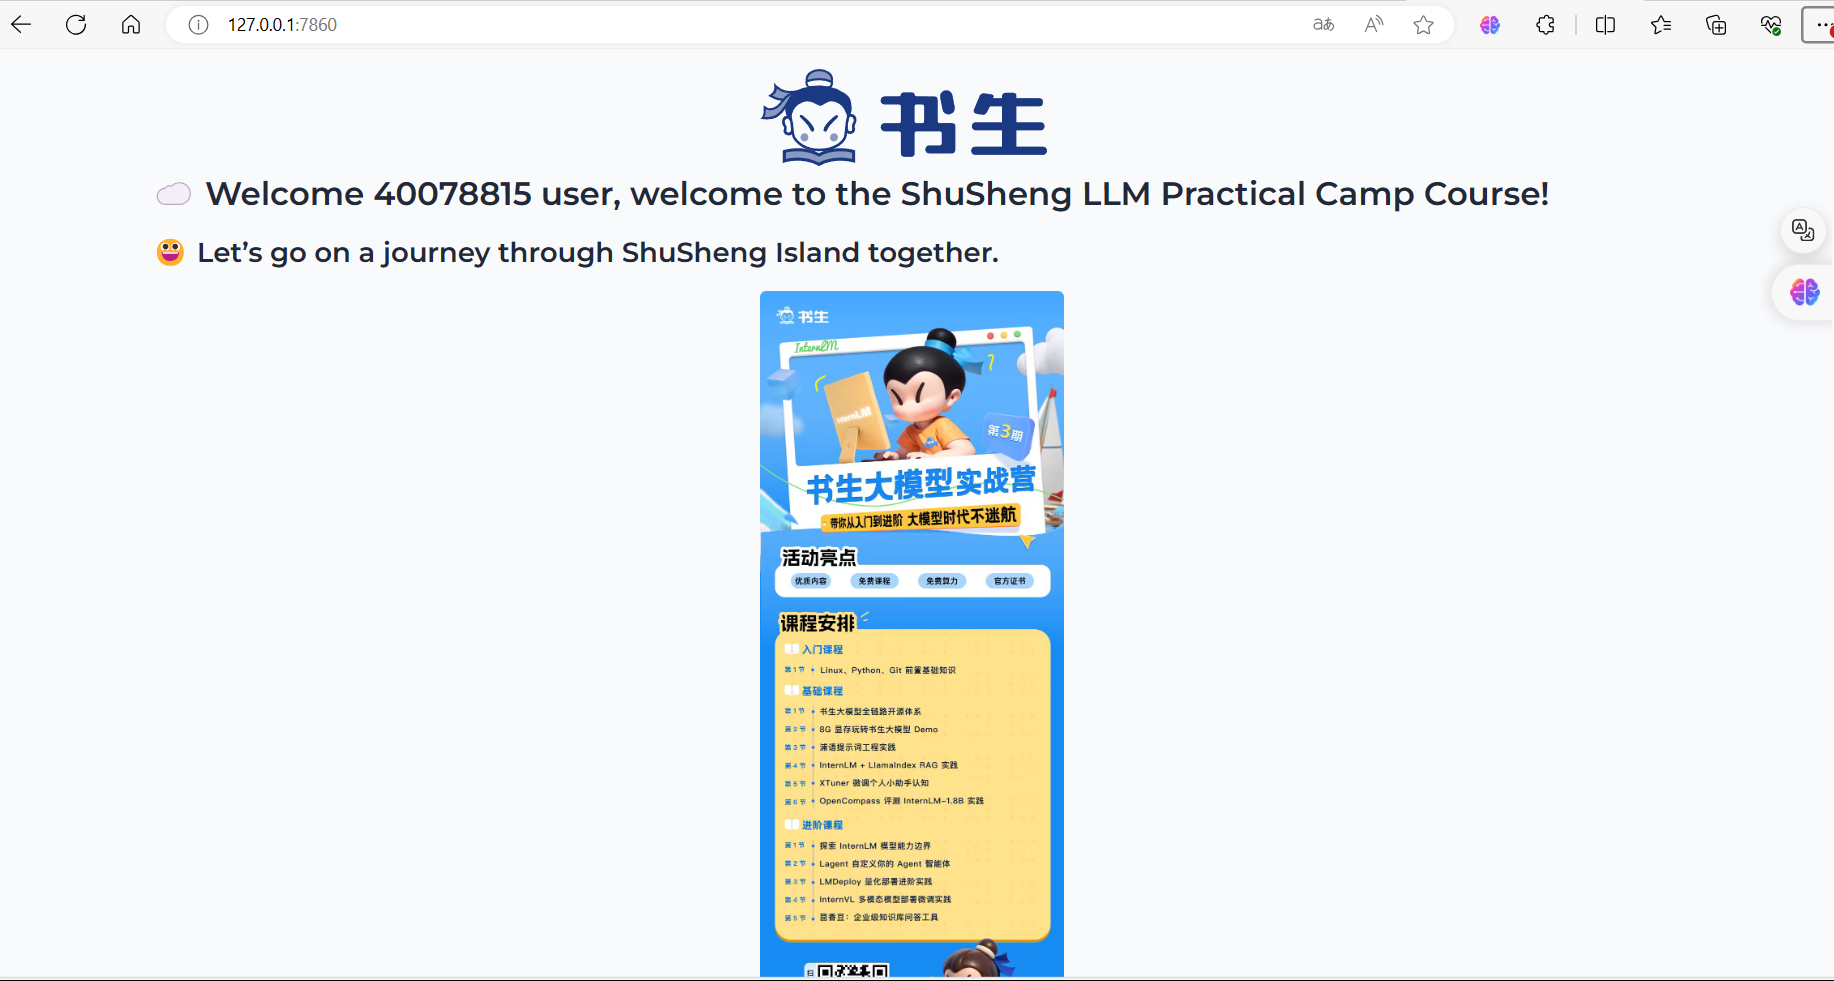 127.0.0.1:7860
书生
Welcome 40078815 user, welcome to the ShuSheng LLM Practical Camp Course!
Let's go on a journey through ShuSheng Island together.
书生
InternLM
InternLM
第3期
书生大模型实战营
带你从入门到进阶 大模型时代不迷航
活动亮点
优质内容 免费课程 免费算力 官方证书
课程安排
入门课程
第1节 Linux、Python、Git 前置基础知识
基础课程
第1节 书生大模型全链路开源体系
第2节 8G 显存玩转书生大模型 Demo
第3节 浦语提示词工程实践
第4节 InternLM + LlamaIndex RAG 实践
第5节 XTuner 微调个人小助手认知
第6节 OpenCompass 评测 InternLM-1.8B 实践
进阶课程
第1节 探索 InternLM 模型能力边界
第2节 Lagent 自定义你的 Agent 智能体
第3节 LMDeploy 量化部署进阶实践
第4节 InternVL 多模态模型部署微调实践
第5节 茴香豆：企业级知识库问答工具
扫